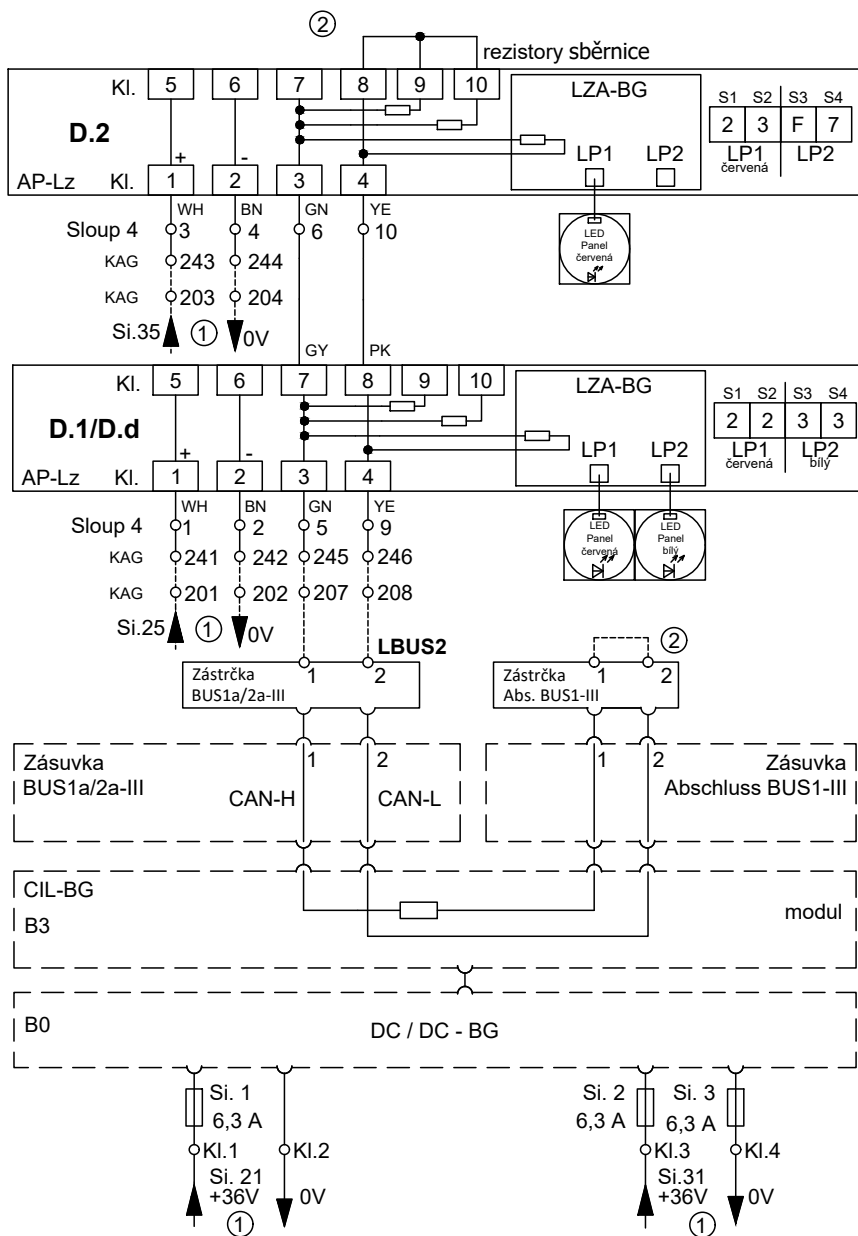 ②
rezistory sběrnice
Kl. 5 6 7 8 9 10
LZA-BG
S1 S2 S3 S4
2 3 F 7
LP1 LP2
červená
D.2
LP1 LP2
+ -
AP-Lz Kl. 1 2 3 4
WH BN GN YE
Sloup 4 3 4 6 10
LED
Panel
červená
KAG 243 244
KAG 203 204
Si.35 ① 0V
GY PK
Kl. 5 6 7 8 9 10
LZA-BG
S1 S2 S3 S4
2 2 3 3
LP1 LP2
červená bílý
D.1/D.d
LP1 LP2
+ -
AP-Lz Kl. 1 2 3 4
WH BN GN YE
Sloup 4 1 2 5 9
LED
Panel
červená
LED
Panel
bílý
KAG 241 242 245 246
KAG 201 202 207 208
Si.25 ① 0V
LBUS2
②
Zástrčka
BUS1a/2a-III
1 2
Zástrčka
Abs. BUS1-III
1 2
Zásuvka
BUS1a/2a-III
1 2
CAN-H CAN-L
1 2
Zásuvka
Abschluss BUS1-III
CIL-BG
B3
modul
B0
DC / DC - BG
Si. 1
6,3 A
Si. 2
6,3 A
Si. 3
6,3 A
Kl.1 Kl.2 Kl.3 Kl.4
Si. 21
+36V
0V
①
Si.31
+36V
0V
①